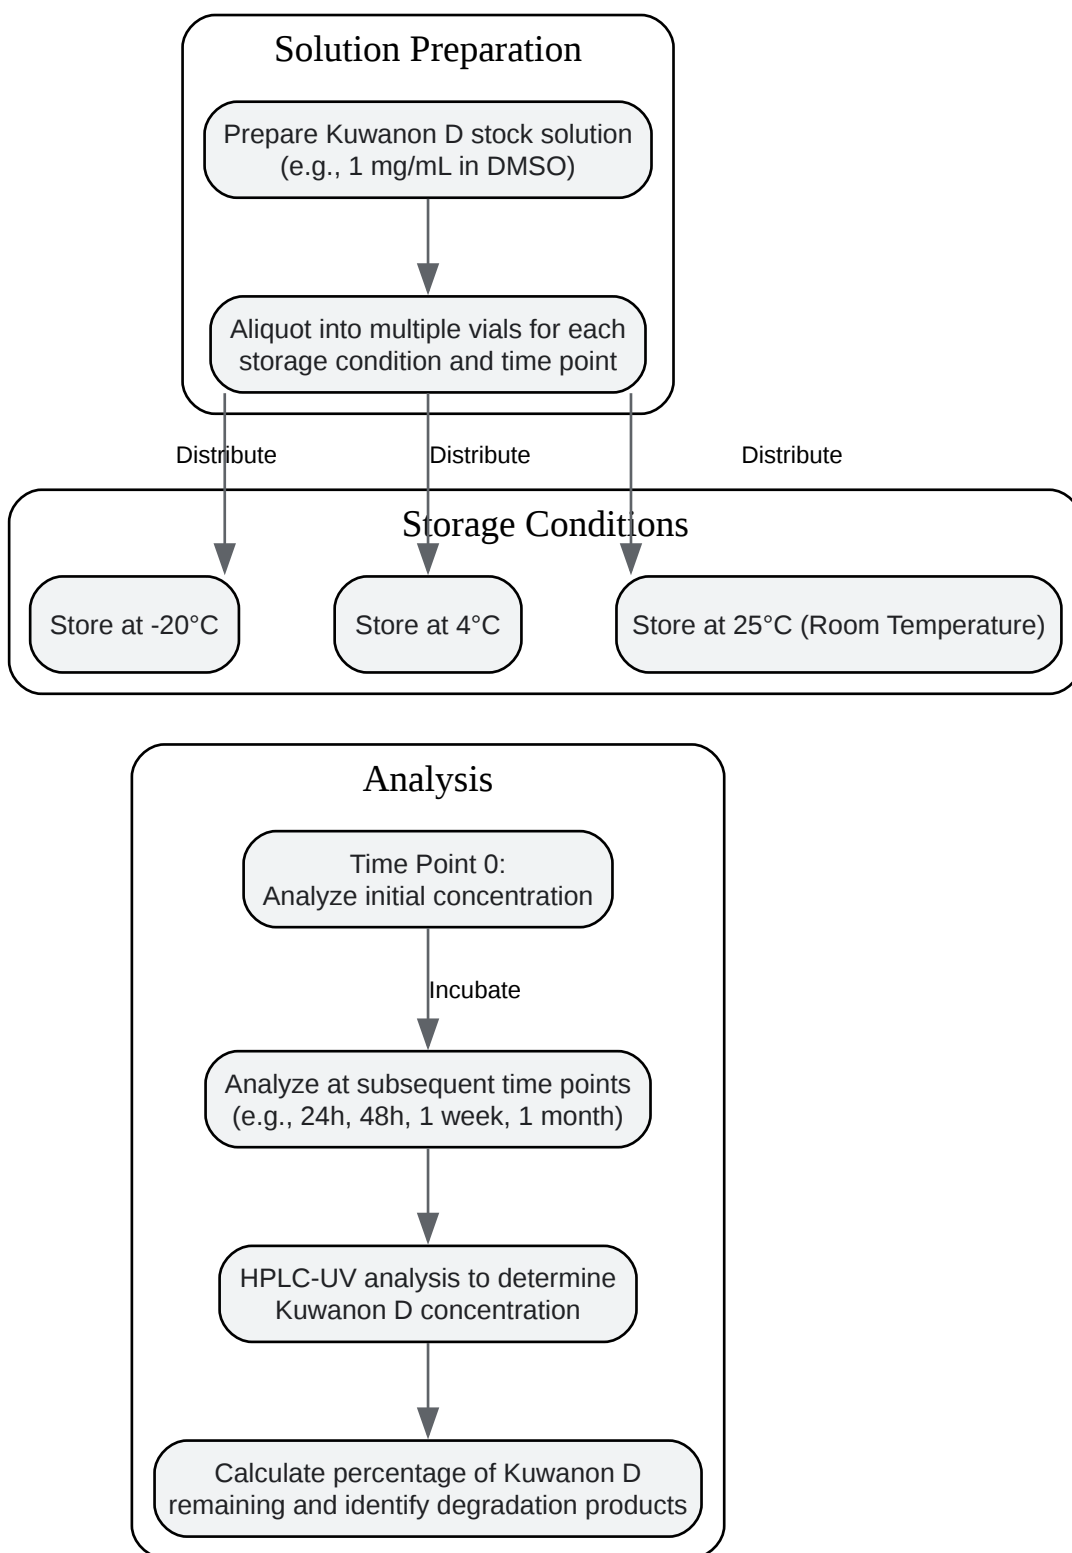 Solution Preparation
Prepare Kuwanon D stock solution
(e.g., 1 mg/mL in DMSO)
Aliquot into multiple vials for each
storage condition and time point
Distribute
Distribute
Distribute
Storage Conditions
Store at -20°C
Store at 4°C
Store at 25°C (Room Temperature)
Analysis
Time Point 0:
Analyze initial concentration
Incubate
Analyze at subsequent time points
(e.g., 24h, 48h, 1 week, 1 month)
HPLC-UV analysis to determine
Kuwanon D concentration
Calculate percentage of Kuwanon D
remaining and identify degradation products